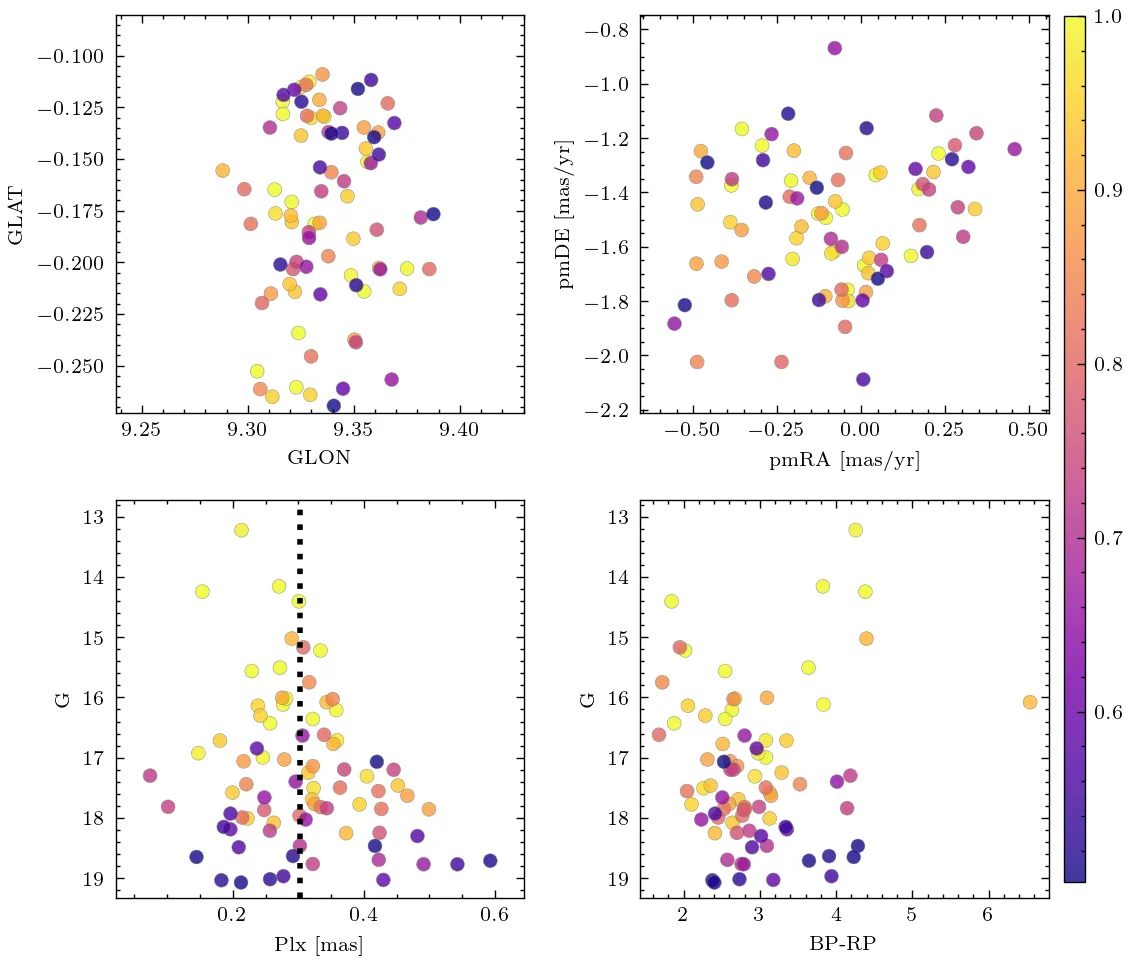 −0.100
−0.125
−0.150
−0.175
−0.200
−0.225
−0.250
GLAT
9.25 9.30 9.35 9.40
GLON
−0.8
−1.0
−1.2
−1.4
−1.6
−1.8
−2.0
−2.2
pmDE [mas/yr]
−0.50 −0.25 0.00 0.25 0.50
pmRA [mas/yr]
13
14
15
16
17
18
19
G
0.2 0.4 0.6
Plx [mas]
13
14
15
16
17
18
19
G
2 3 4 5 6
BP-RP
1.0
0.9
0.8
0.7
0.6